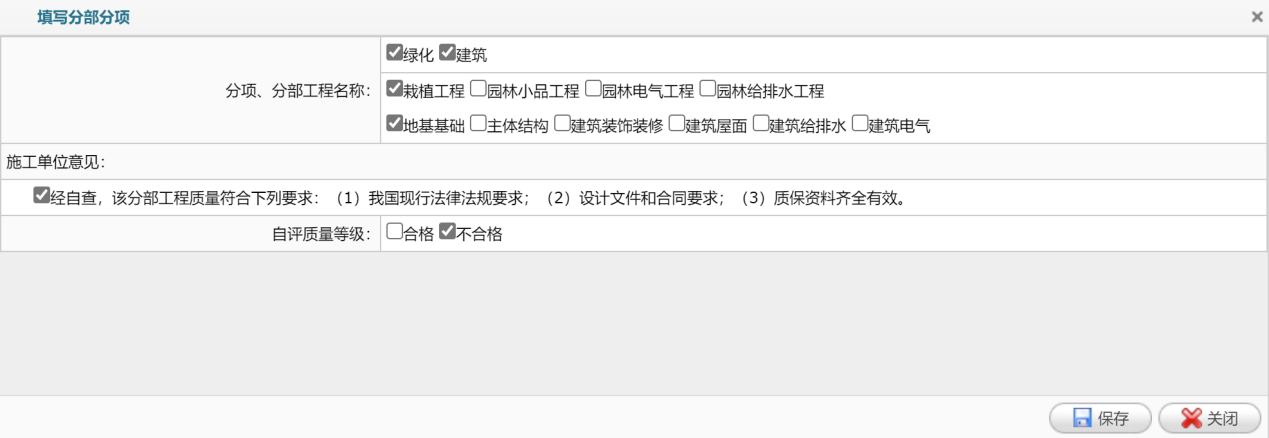 填写分部分项
绿化 建筑
分项、分部工程名称：
栽植工程 园林小品工程 园林电气工程 园林给排水工程
地基基础 主体结构 建筑装饰装修 建筑屋面 建筑给排水 建筑电气
施工单位意见：
经自查，该分部工程质量符合下列要求：（1）我国现行法律法规要求；（2）设计文件和合同要求；（3）质保资料齐全有效。
自评质量等级： 合格 不合格
保存 关闭